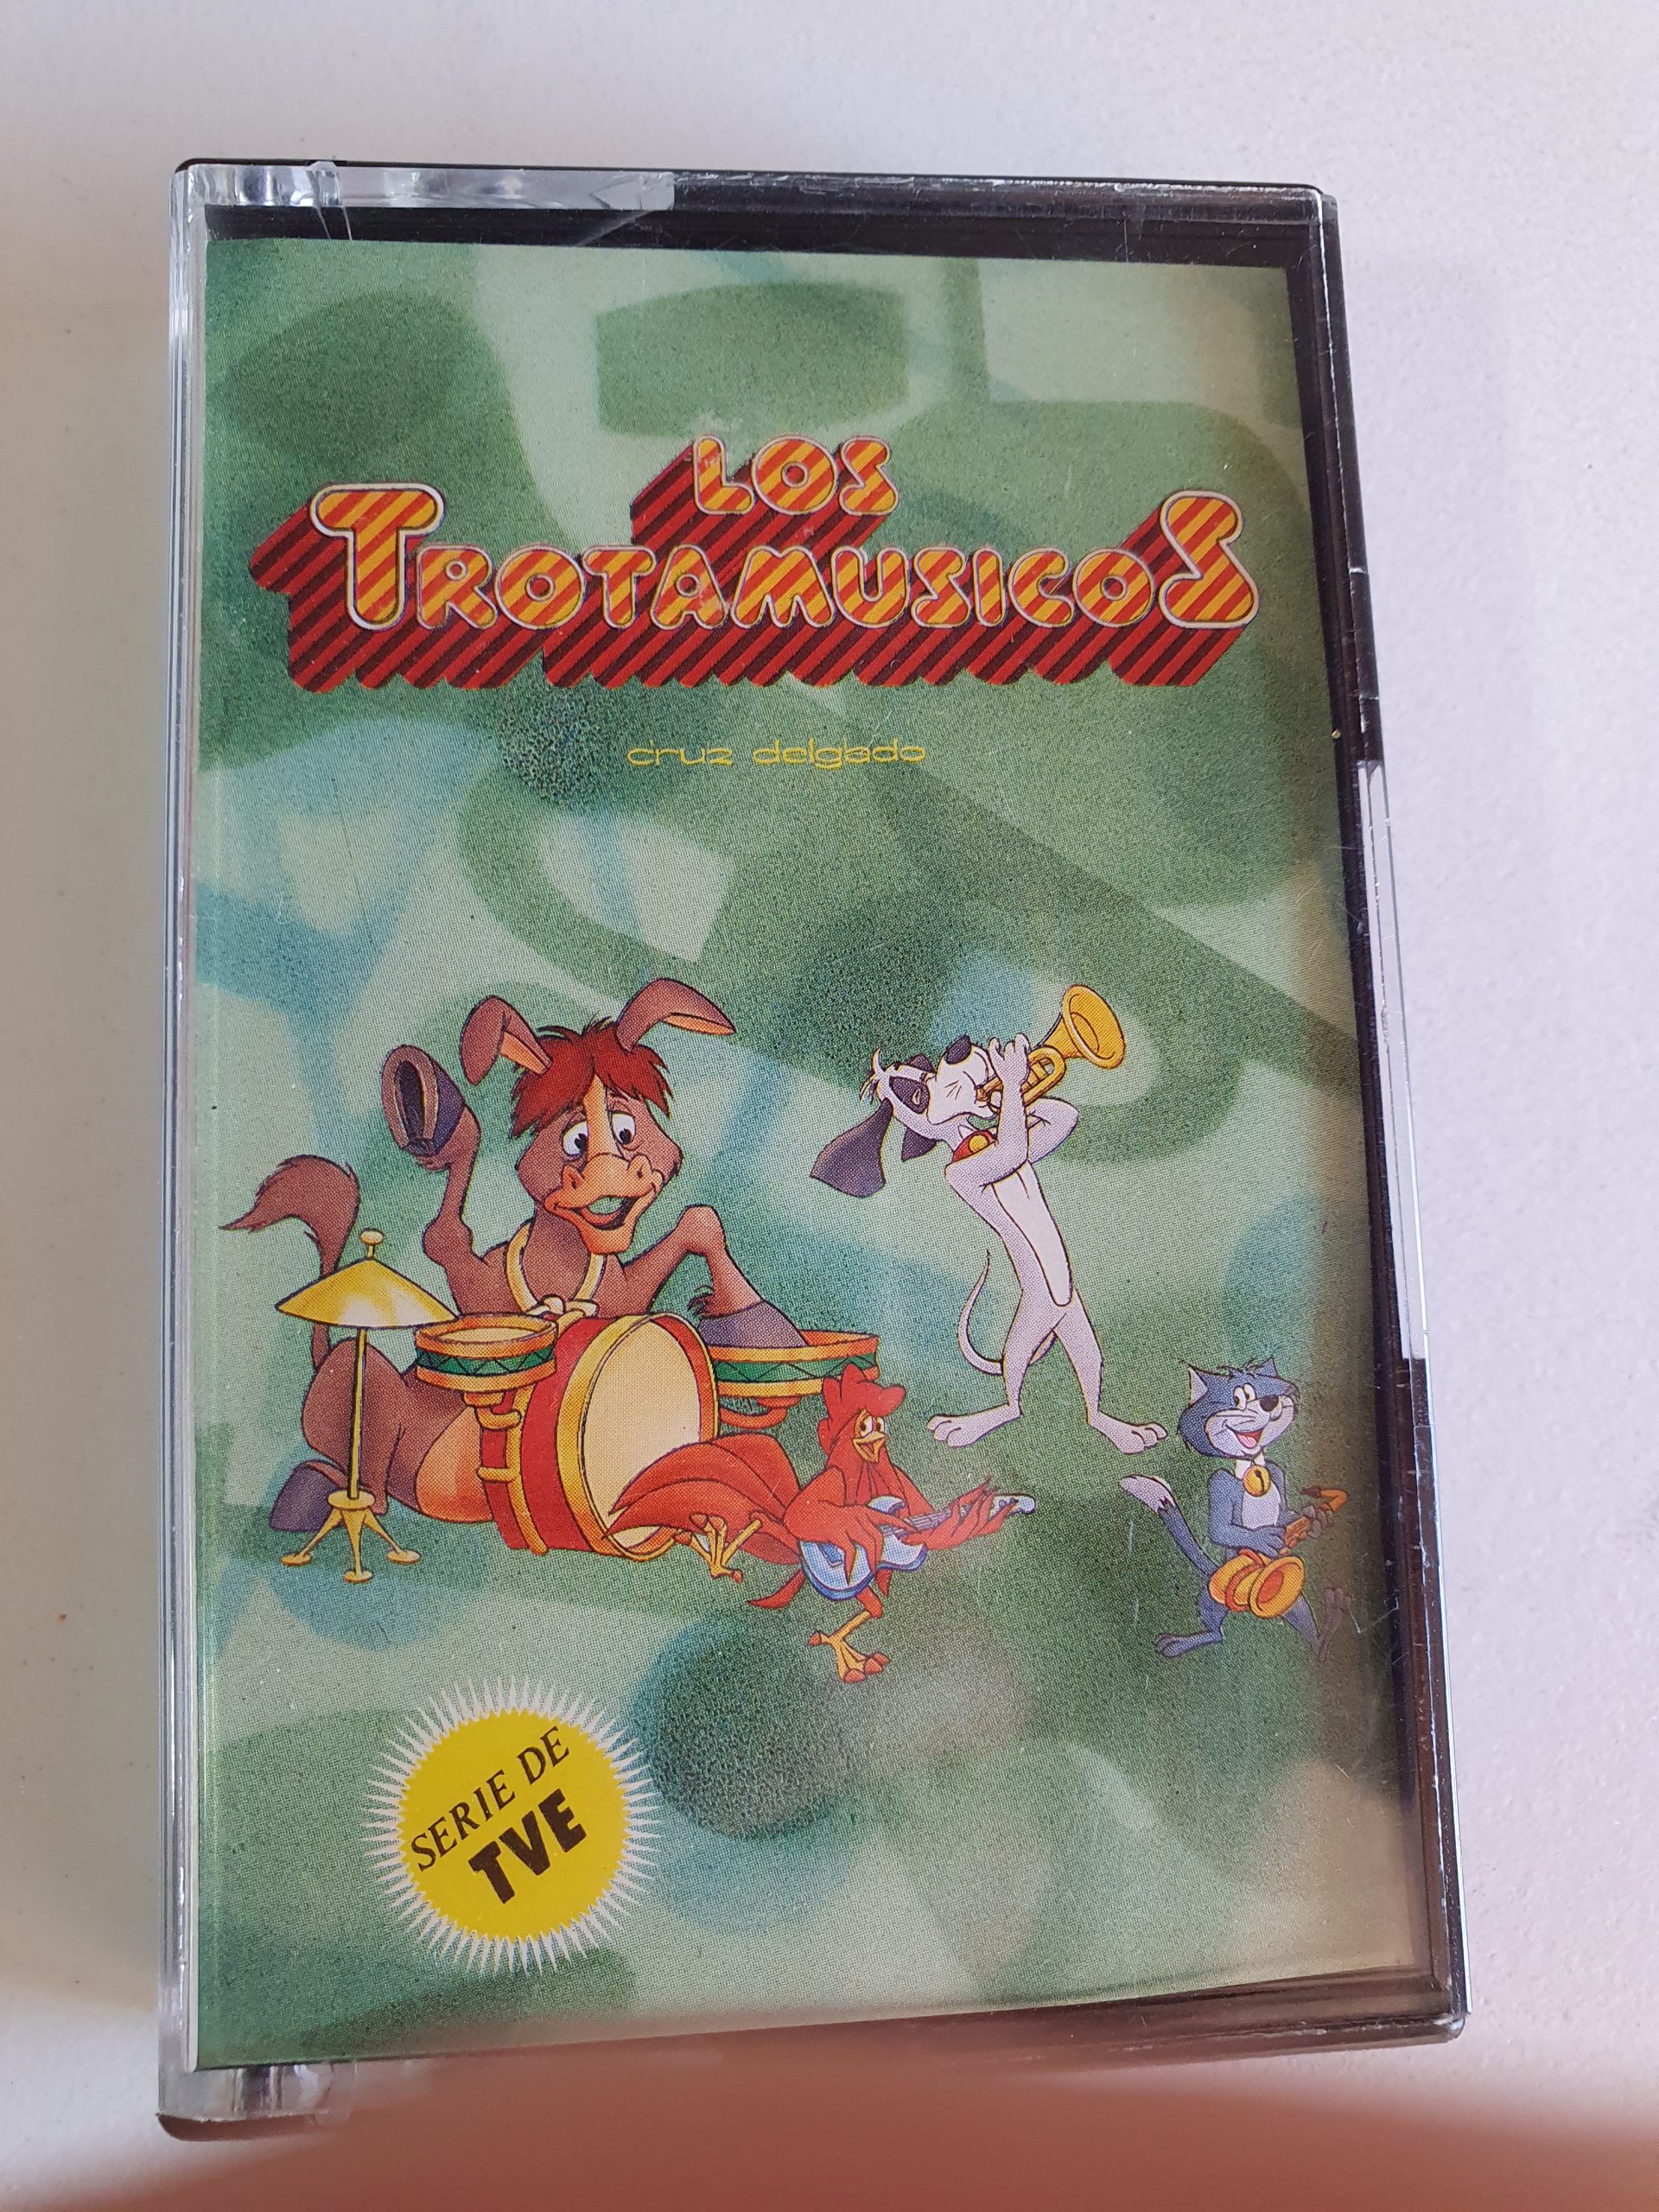 LOS
TROTAMUSICOS
cruz delgado
SERIE DE
TVE